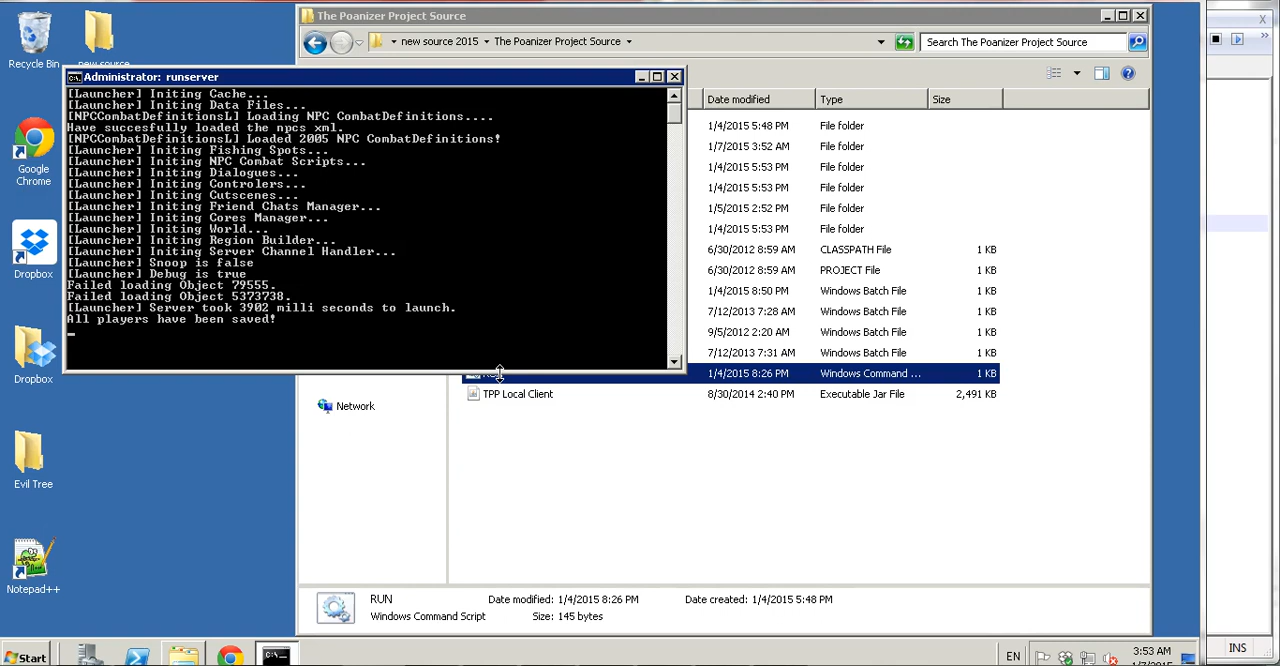 The Poanizer Project Source
new source 2015
The Poanizer Project Source
Search The Poanizer Project Source
Recycle Bin
new source
Administrator: runserver
[Launcher] Initing Cache...
[Launcher] Initing Data Files...
[NPCCombatDefinitionsL] Loading NPC CombatDefinitions....
Have succesfully loaded the npcs xml.
[NPCCombatDefinitionsL] Loaded 2005 NPC CombatDefinitions!
[Launcher] Initing Fishing Spots...
[Launcher] Initing NPC Combat Scripts...
[Launcher] Initing Dialogues...
[Launcher] Initing Controlers...
[Launcher] Initing Cutscenes...
[Launcher] Initing Friend Chats Manager...
[Launcher] Initing Cores Manager...
[Launcher] Initing World...
[Launcher] Initing Region Builder...
[Launcher] Initing Server Channel Handler...
[Launcher] Snoop is false
[Launcher] Debug is true
Failed loading Object 79555.
Failed loading Object 5373738.
[Launcher] Server took 3902 milli seconds to launch.
All players have been saved!
Date modified Type Size
1/4/2015 5:48 PM File folder
1/7/2015 3:52 AM File folder
1/4/2015 5:53 PM File folder
1/4/2015 5:53 PM File folder
1/5/2015 2:52 PM File folder
1/4/2015 5:53 PM File folder
6/30/2012 8:59 AM CLASSPATH File 1 KB
6/30/2012 8:59 AM PROJECT File 1 KB
1/4/2015 8:50 PM Windows Batch File 1 KB
7/12/2013 7:28 AM Windows Batch File 1 KB
9/5/2012 2:20 AM Windows Batch File 1 KB
7/12/2013 7:31 AM Windows Batch File 1 KB
1/4/2015 8:26 PM Windows Command ... 1 KB
TPP Local Client 8/30/2014 2:40 PM Executable Jar File 2,491 KB
Network
Google
Chrome
Dropbox
Dropbox
Evil Tree
Notepad++
RUN Date modified: 1/4/2015 8:26 PM Date created: 1/4/2015 5:48 PM
Windows Command Script Size: 145 bytes
Start
EN
3:53 AM
INS